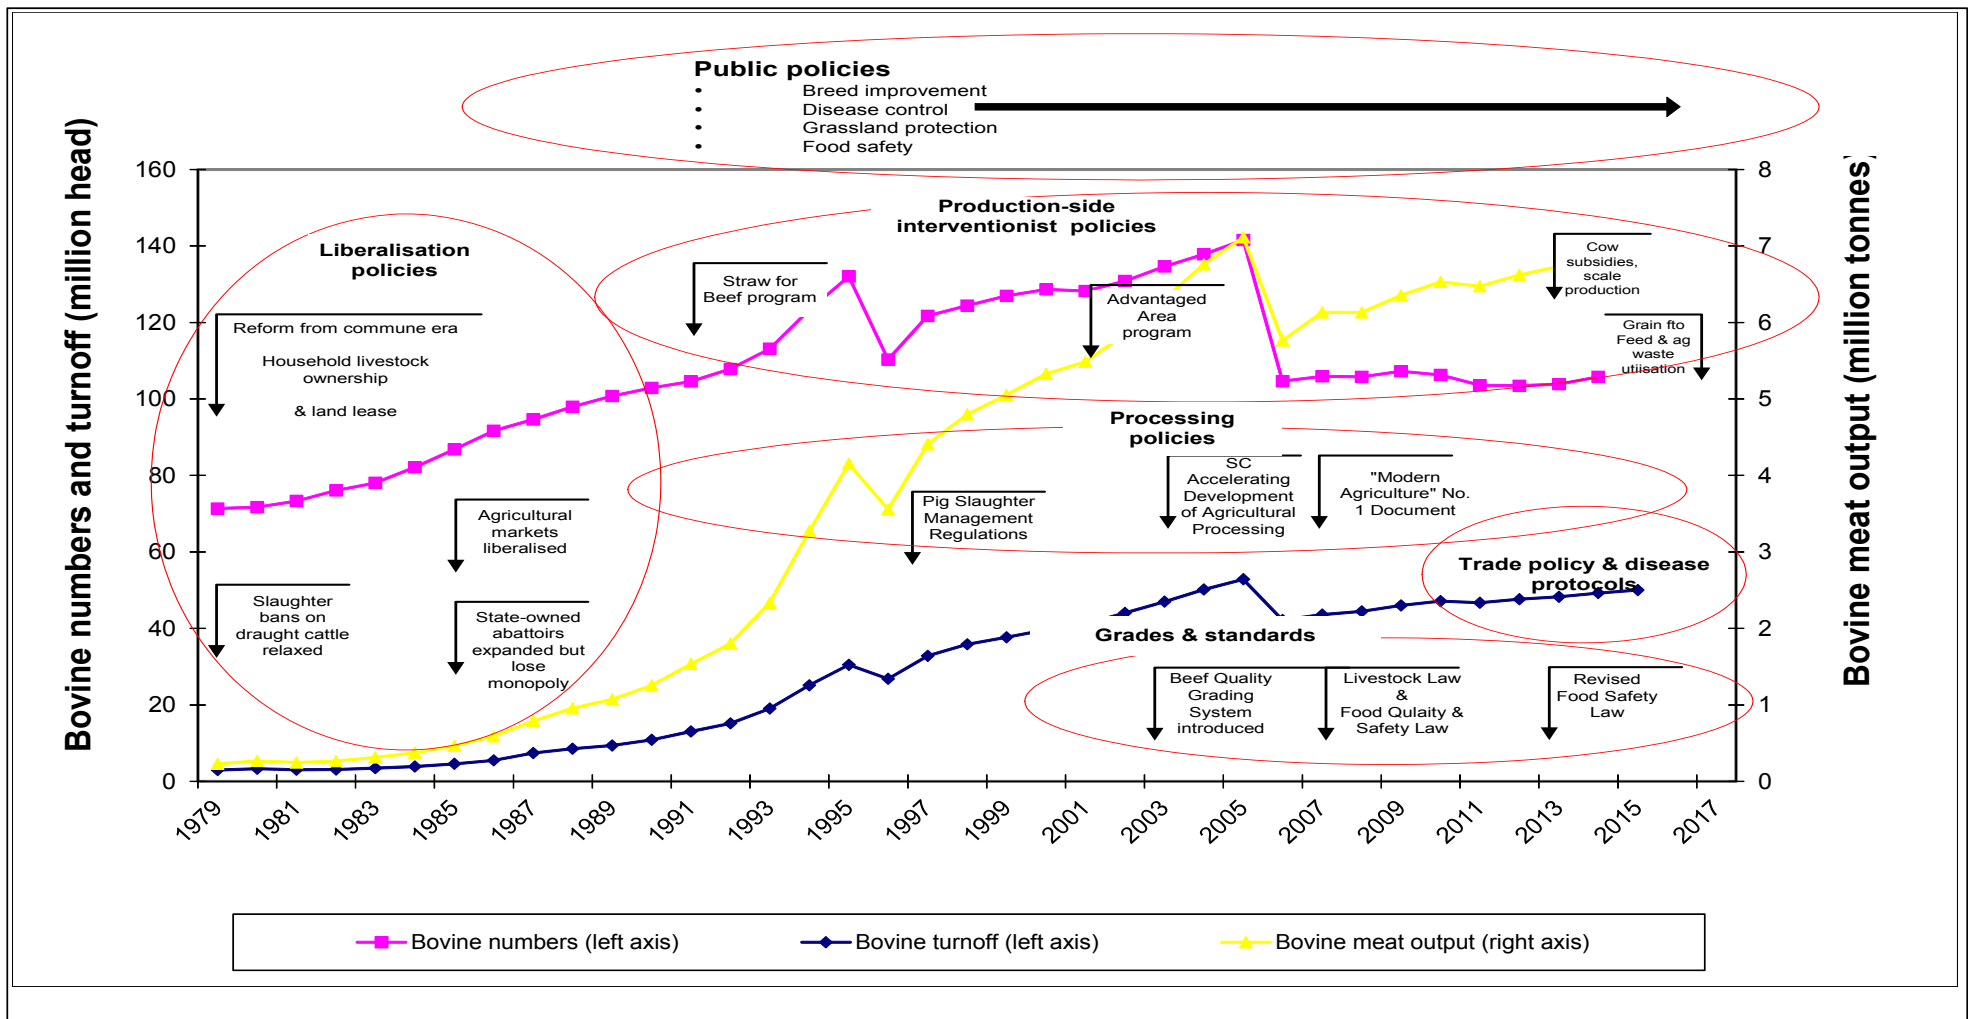 Public policies
• Breed improvement
• Disease control
• Grassland protection
• Food safety
Bovine numbers and turnoff (million head)
Bovine meat output (million tonnes)
160
140
120
100
80
60
40
20
0
8
7
6
5
4
3
2
1
0
Liberalisation
policies
Reform from commune era
Household livestock
ownership
& land lease
Slaughter
bans on
draught cattle
relaxed
Agricultural
markets
liberalised
State-owned
abattoirs
expanded but
lose
monopoly
Production-side
interventionist policies
Straw for
Beef program
Advantaged
Area
program
Cow
subsidies,
scale
production
Grain fto
Feed & ag
waste
utiisation
Processing
policies
Pig Slaughter
Management
Regulations
SC
Accelerating
Development
of Agricultural
Processing
"Modern
Agriculture" No.
1 Document
Trade policy & disease
protocols
Grades & standards
Beef Quality
Grading
System
introduced
Livestock Law
&
Food Qulaity &
Safety Law
Revised
Food Safety
Law
1979
1981
1983
1985
1987
1989
1991
1993
1995
1997
1999
2001
2003
2005
2007
2009
2011
2013
2015
2017
Bovine numbers (left axis)
Bovine turnoff (left axis)
Bovine meat output (right axis)